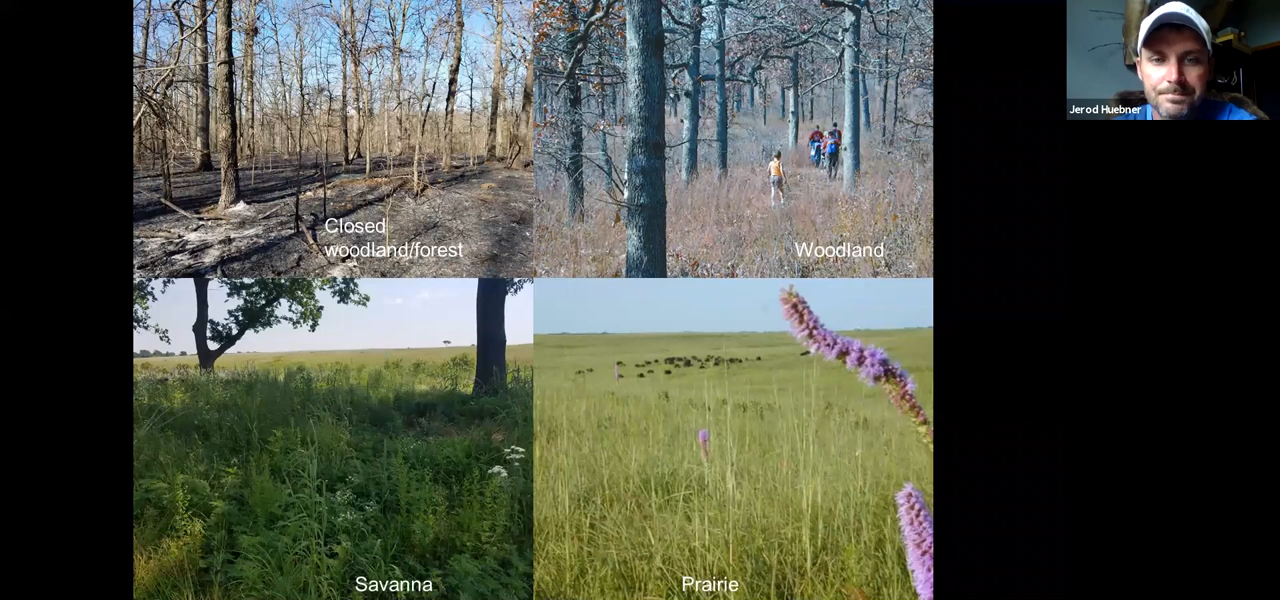 Closed
woodland/forest
Woodland
Jerod Huebner
Savanna
Prairie